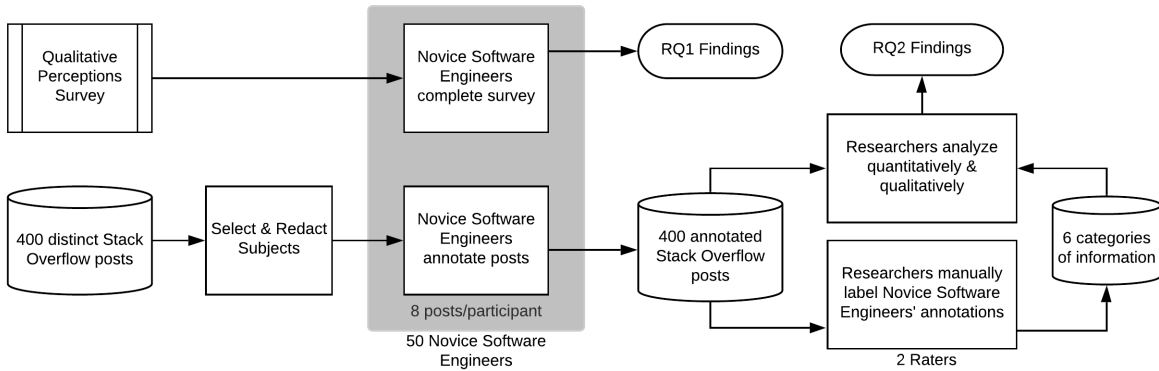 Qualitative
Perceptions
Survey
Novice Software
Engineers
complete survey
RQ1 Findings
RQ2 Findings
400 distinct Stack
Overflow posts
Select & Redact
Subjects
Novice Software
Engineers
annotate posts
8 posts/participant
50 Novice Software
Engineers
400 annotated
Stack Overflow
posts
Researchers analyze
quantitatively &
qualitatively
Researchers manually
label Novice Software
Engineers' annotations
2 Raters
6 categories
of information